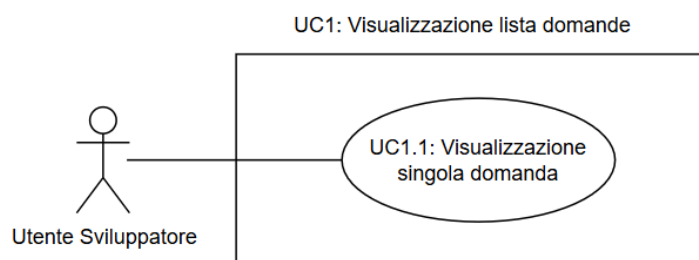 UC1: Visualizzazione lista domande
UC1.1: Visualizzazione
singola domanda
Utente Sviluppatore